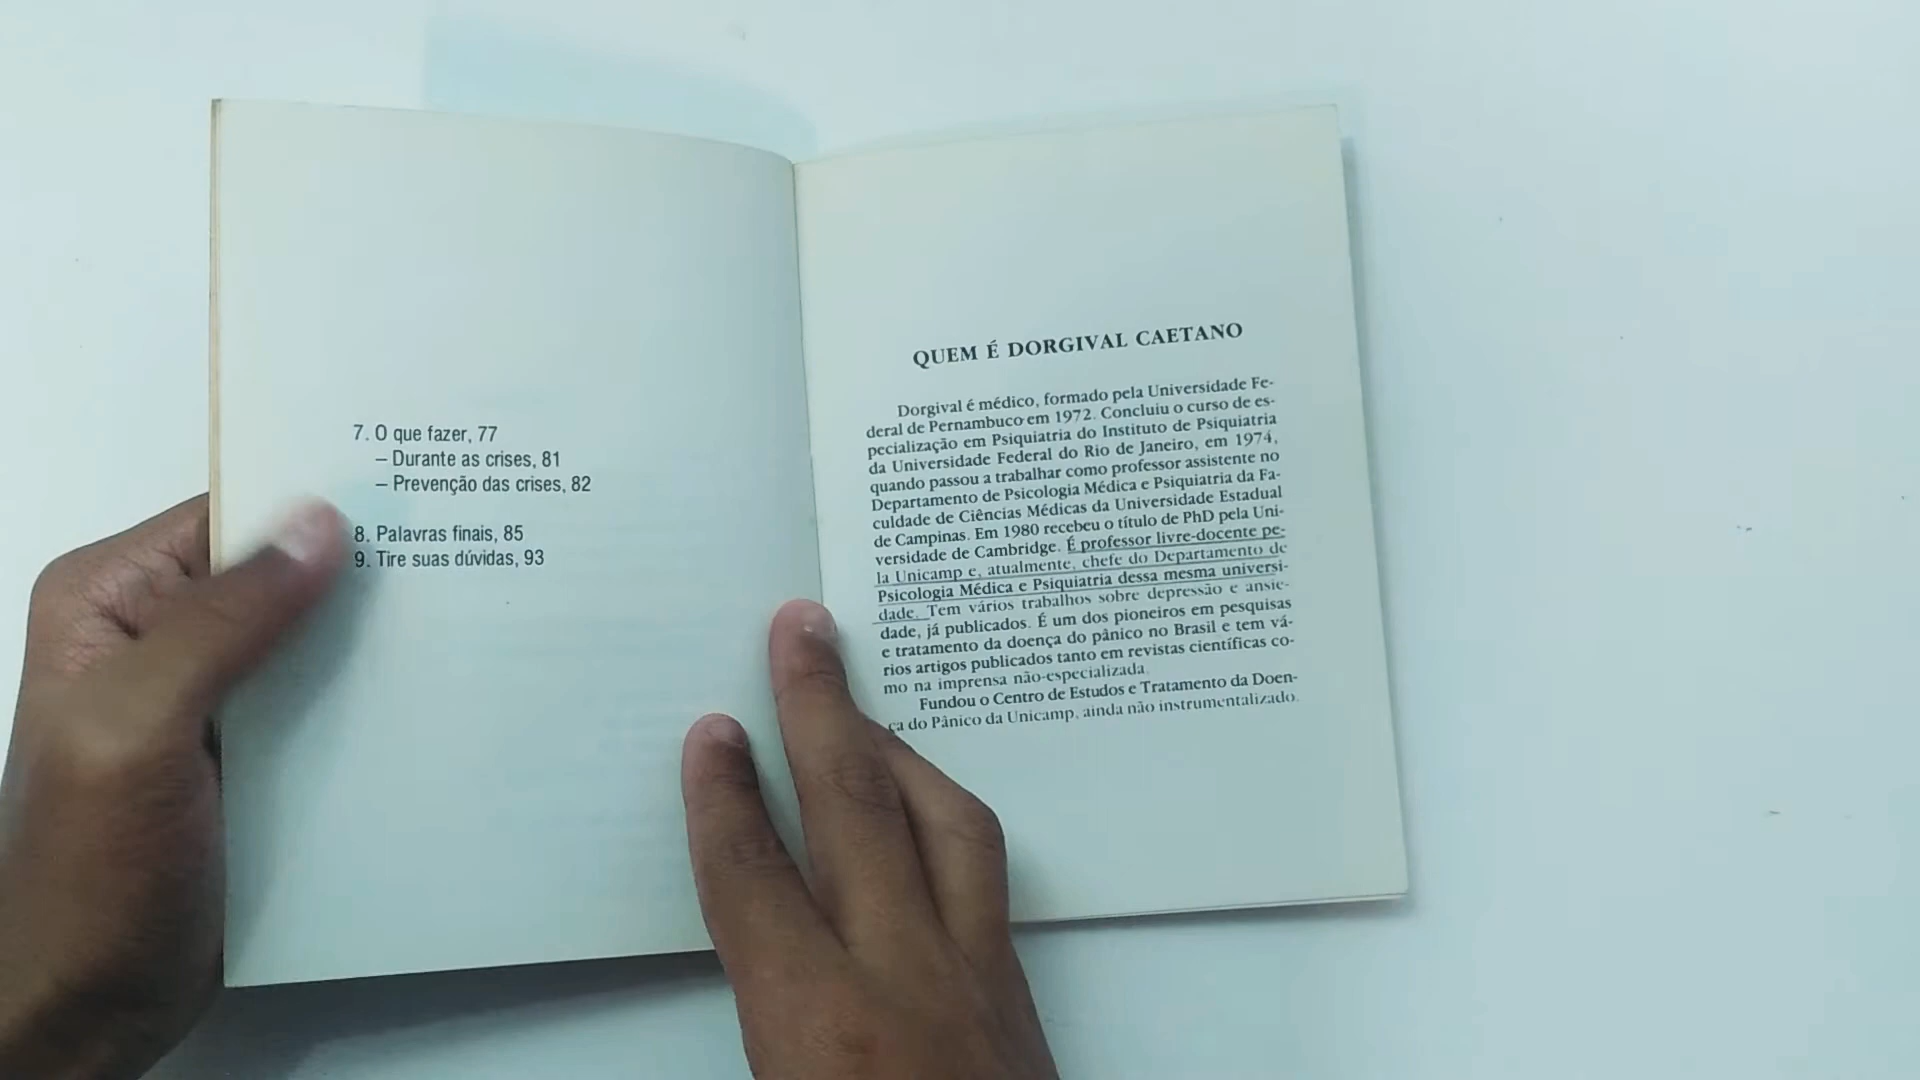 7. O que fazer, 77
– Durante as crises, 81
– Prevenção das crises, 82
8. Palavras finais, 85
9. Tire suas dúvidas, 93
QUEM É DORGIVAL CAETANO
Dorgival é médico, formado pela Universidade Fe-
deral de Pernambuco em 1972. Concluiu o curso de es-
pecialização em Psiquiatria do Instituto de Psiquiatria
da Universidade Federal do Rio de Janeiro, em 1974,
quando passou a trabalhar como professor assistente no
Departamento de Psicologia Médica e Psiquiatria da Fa-
culdade de Ciências Médicas da Universidade Estadual
de Campinas. Em 1980 recebeu o título de PhD pela Uni-
versidade de Cambridge. É professor livre-docente pe-
la Unicamp e, atualmente, chefe do Departamento de
Psicologia Médica e Psiquiatria dessa mesma universi-
dade. Tem vários trabalhos sobre depressão e ansie-
dade, já publicados. É um dos pioneiros em pesquisas
e tratamento da doença do pânico no Brasil e tem vá-
rios artigos publicados tanto em revistas científicas co-
mo na imprensa não-especializada.
Fundou o Centro de Estudos e Tratamento da Doen-
ça do Pânico da Unicamp, ainda não instrumentalizado.